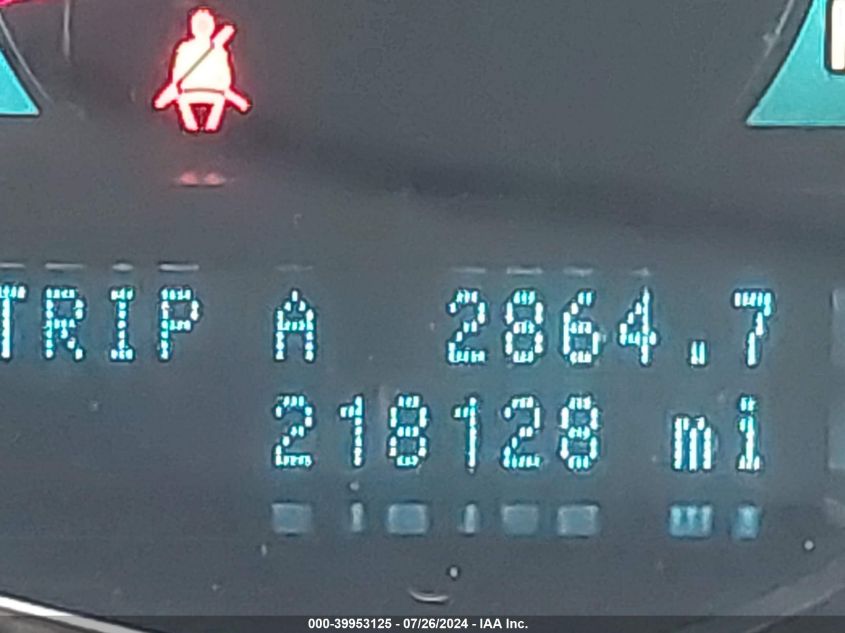 TRIP A 2864.7
218128 mi
000-39953125 - 07/26/2024 - IAA Inc.